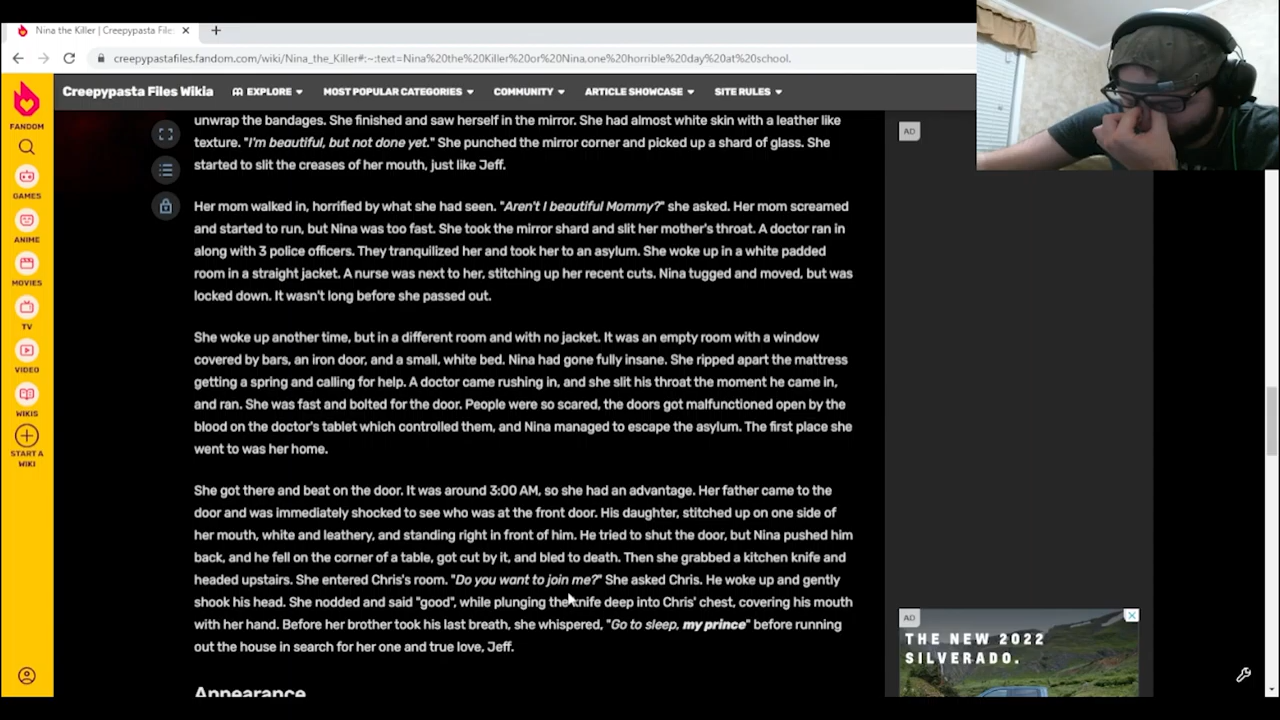 Nina the Killer | Creepypasta File
creepypastafiles.fandom.com/wiki/Nina_the_Killer#:~:text=Nina%20the%20Killer%20or%20Nina,one%20horrible%20day%20at%20school.
FANDOM
GAMES
ANIME
MOVIES
TV
VIDEO
WIKIS
START A
WIKI
Creepypasta Files Wikia
EXPLORE
MOST POPULAR CATEGORIES
COMMUNITY
ARTICLE SHOWCASE
SITE RULES
unwrap the bandages. She finished and saw herself in the mirror. She had almost white skin with a leather like
texture. "I'm beautiful, but not done yet." She punched the mirror corner and picked up a shard of glass. She
started to slit the creases of her mouth, just like Jeff.
Her mom walked in, horrified by what she had seen. "Aren't I beautiful Mommy?" she asked. Her mom screamed
and started to run, but Nina was too fast. She took the mirror shard and slit her mother's throat. A doctor ran in
along with 3 police officers. They tranquilized her and took her to an asylum. She woke up in a white padded
room in a straight jacket. A nurse was next to her, stitching up her recent cuts. Nina tugged and moved, but was
locked down. It wasn't long before she passed out.
She woke up another time, but in a different room and with no jacket. It was an empty room with a window
covered by bars, an iron door, and a small, white bed. Nina had gone fully insane. She ripped apart the mattress
getting a spring and calling for help. A doctor came rushing in, and she slit his throat the moment he came in,
and ran. She was fast and bolted for the door. People were so scared, the doors got malfunctioned open by the
blood on the doctor's tablet which controlled them, and Nina managed to escape the asylum. The first place she
went to was her home.
She got there and beat on the door. It was around 3:00 AM, so she had an advantage. Her father came to the
door and was immediately shocked to see who was at the front door. His daughter, stitched up on one side of
her mouth, white and leathery, and standing right in front of him. He tried to shut the door, but Nina pushed him
back, and he fell on the corner of a table, got cut by it, and bled to death. Then she grabbed a kitchen knife and
headed upstairs. She entered Chris's room. "Do you want to join me?" She asked Chris. He woke up and gently
shook his head. She nodded and said "good", while plunging the knife deep into Chris' chest, covering his mouth
with her hand. Before her brother took his last breath, she whispered, "Go to sleep, my prince" before running
out the house in search for her one and true love, Jeff.
Appearance
AD
AD
THE NEW 2022
SILVERADO.